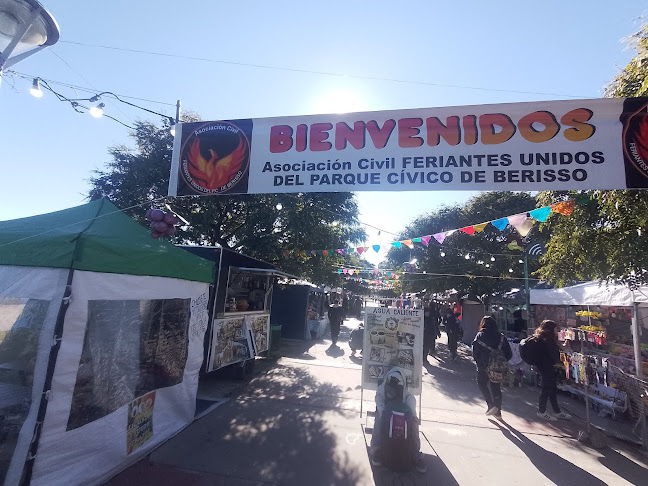 BIENVENIDOS
Asociación Civil FERIANTES UNIDOS
DEL PARQUE CÍVICO DE BERISSO
Asociación Civil
AGUA CALIENTE